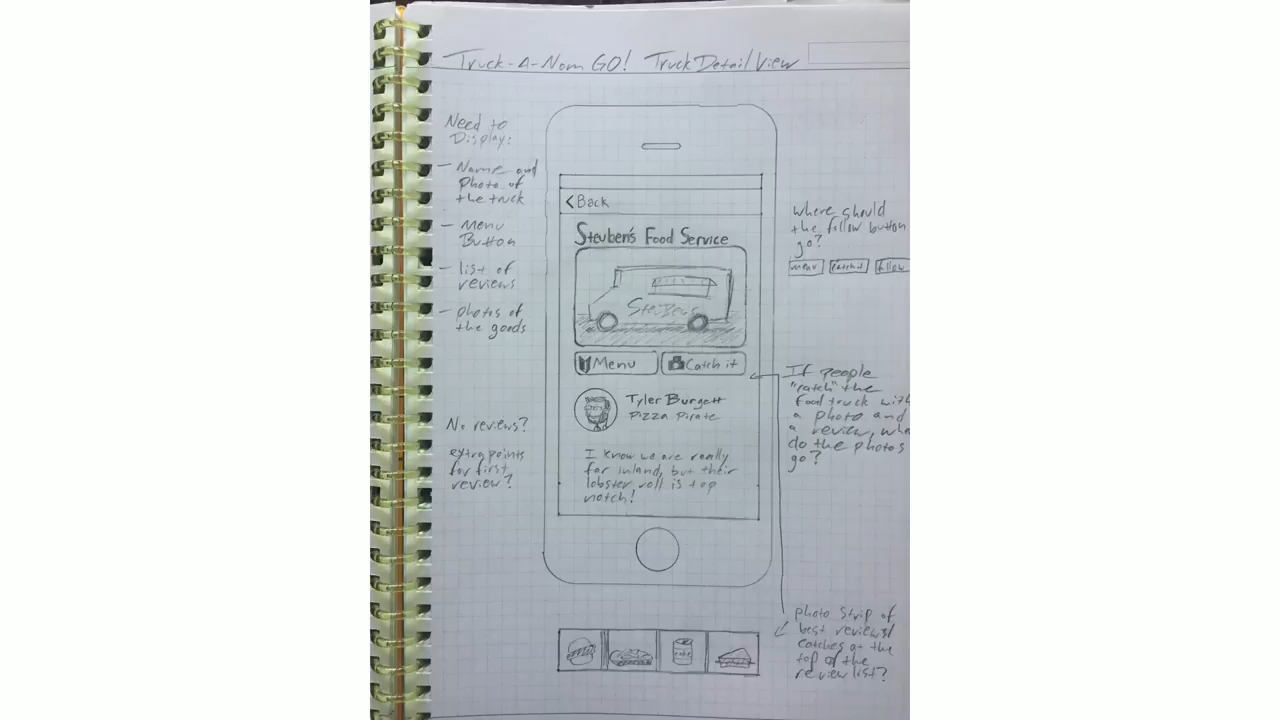 Truck-A-Nom GO! Truck Detail View
Need to
Display:
- Name and
Photo of
the truck
- Menu
Button
- list of
reviews
- photos of
the goods
No reviews?
extra points
for first
review?
<Back
Steuben's Food Service
Steuben's
Menu
Catch it
Tyler Burgett
Pizza Pirate
I know we are really
far inland, but their
lobster roll is top
notch!
where should
the follow button
go?
menu
catch it
follow
If people
"catch" the
food truck with
a photo and
a review, whe
do the photos
go?
photo strip of
best reviews/
catches at the
top of the
review list?